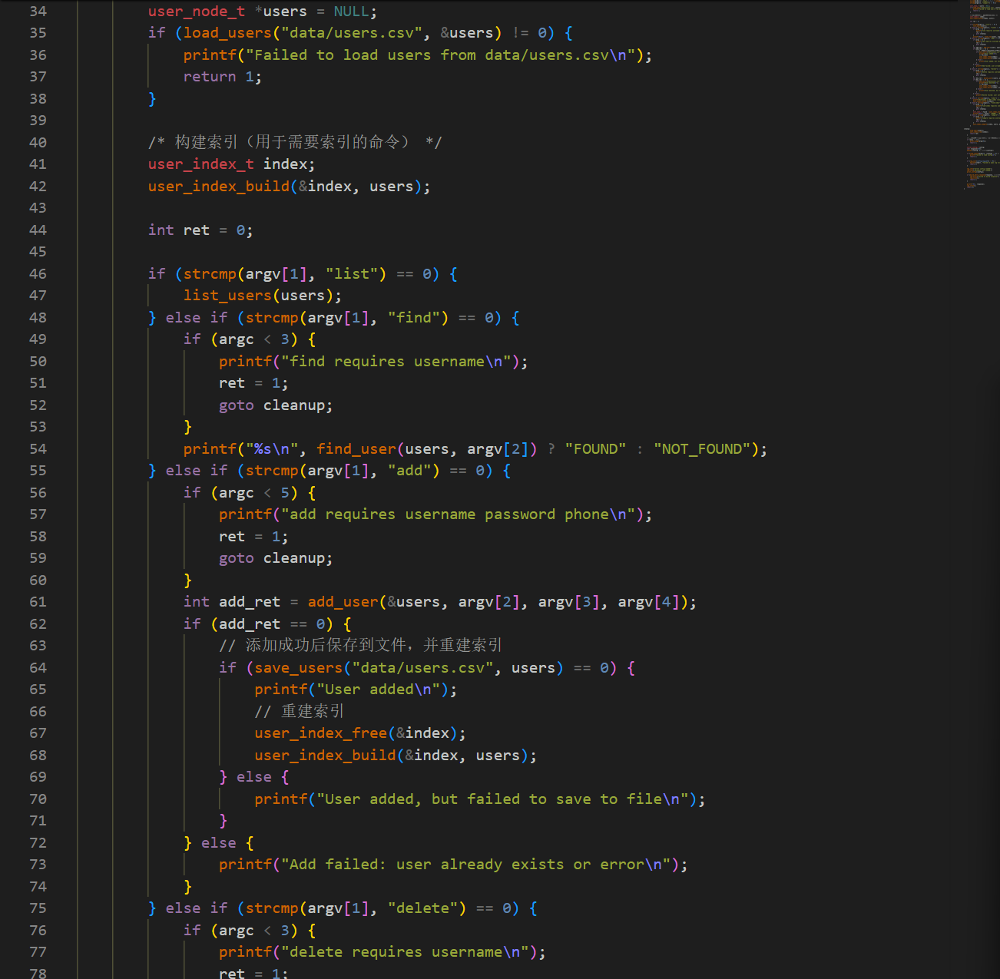 34 user_node_t *users = NULL;
35 if (load_users("data/users.csv", &users) != 0) {
36 printf("Failed to load users from data/users.csv\n");
37 return 1;
38 }
39
40 /* 构建索引（用于需要索引的命令） */
41 user_index_t index;
42 user_index_build(&index, users);
43
44 int ret = 0;
45
46 if (strcmp(argv[1], "list") == 0) {
47 list_users(users);
48 } else if (strcmp(argv[1], "find") == 0) {
49 if (argc < 3) {
50 printf("find requires username\n");
51 ret = 1;
52 goto cleanup;
53 }
54 printf("%s\n", find_user(users, argv[2]) ? "FOUND" : "NOT_FOUND");
55 } else if (strcmp(argv[1], "add") == 0) {
56 if (argc < 5) {
57 printf("add requires username password phone\n");
58 ret = 1;
59 goto cleanup;
60 }
61 int add_ret = add_user(&users, argv[2], argv[3], argv[4]);
62 if (add_ret == 0) {
63 // 添加成功后保存到文件，并重建索引
64 if (save_users("data/users.csv", users) == 0) {
65 printf("User added\n");
66 // 重建索引
67 user_index_free(&index);
68 user_index_build(&index, users);
69 } else {
70 printf("User added, but failed to save to file\n");
71 }
72 } else {
73 printf("Add failed: user already exists or error\n");
74 }
75 } else if (strcmp(argv[1], "delete") == 0) {
76 if (argc < 3) {
77 printf("delete requires username\n");
78 ret = 1;